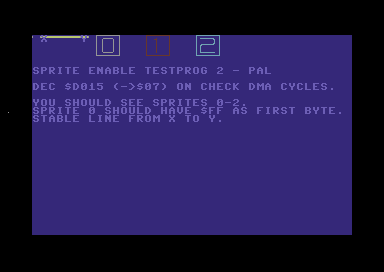 X Y
0 1 2
SPRITE ENABLE TESTPROG 2 - PAL
DEC $D015 (->$07) ON CHECK DMA CYCLES.
YOU SHOULD SEE SPRITES 0-2.
SPRITE 0 SHOULD HAVE $FF AS FIRST BYTE.
STABLE LINE FROM X TO Y.